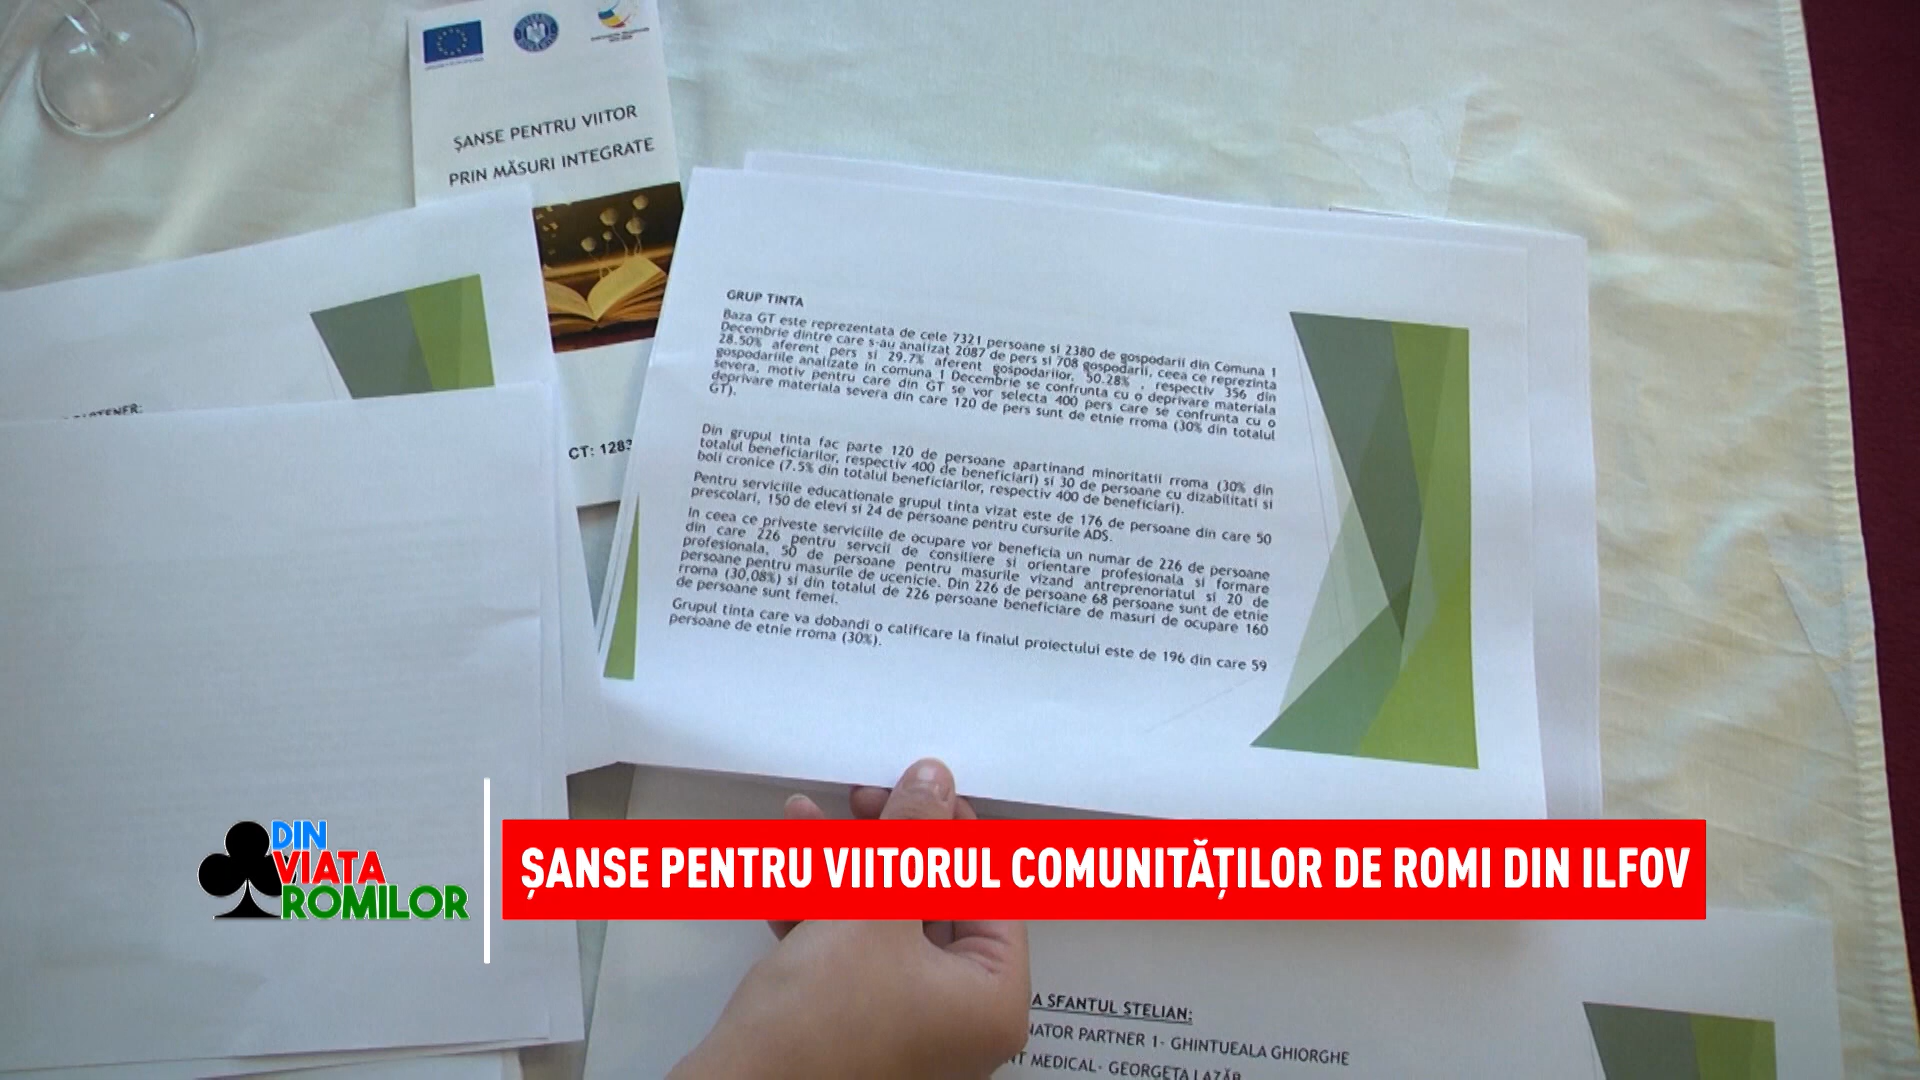 ȘANSE PENTRU VIITOR
PRIN MĂSURI INTEGRATE
CT: 1283
GRUP TINTA
Baza GT este reprezentata de cele 7321 persoane si 2380 de gospodarii din Comuna 1
Decembrie dintre care s-au analizat 2087 de pers si 708 gospodarii, ceea ce reprezinta
28.50% aferent pers si 29.7% aferent gospodariilor. 50.28% , respectiv 356 din
gospodariile analizate in comuna 1 Decembrie se confrunta cu o deprivare materiala
severa, motiv pentru care din GT se vor selecta 400 pers care se confrunta cu o
deprivare materiala severa din care 120 de pers sunt de etnie rroma (30% din totalul
GT).
Din grupul tinta fac parte 120 de persoane apartinand minoritatii rroma (30% din
totalul beneficiarilor, respectiv 400 de beneficiari) si 30 de persoane cu dizabilitati si
boli cronice (7.5% din totalul beneficiarilor, respectiv 400 de beneficiari).
Pentru serviciile educationale grupul tinta vizat este de 176 de persoane din care 50
prescolari, 150 de elevi si 24 de persoane pentru cursurile ADS.
In ceea ce priveste serviciile de ocupare vor beneficia un numar de 226 de persoane
din care 226 pentru servcii de consiliere si orientare profesionala si formare
profesionala, 50 de persoane pentru masurile vizand antreprenoriatul si 20 de
persoane pentru masurile de ucenicie. Din 226 de persoane 68 persoane sunt de etnie
rroma (30,08%) si din totalul de 226 persoane beneficiare de masuri de ocupare 160
de persoane sunt femei.
Grupul tinta care va dobandi o calificare la finalul proiectului este de 196 din care 59
persoane de etnie rroma (30%).
DIN
VIATA
ROMILOR
ȘANSE PENTRU VIITORUL COMUNITĂȚILOR DE ROMI DIN ILFOV
A SFANTUL STELIAN:
NATOR PARTNER 1- GHINTUEALA GHIORGHE
NT MEDICAL- GEORGETA LAZĂR